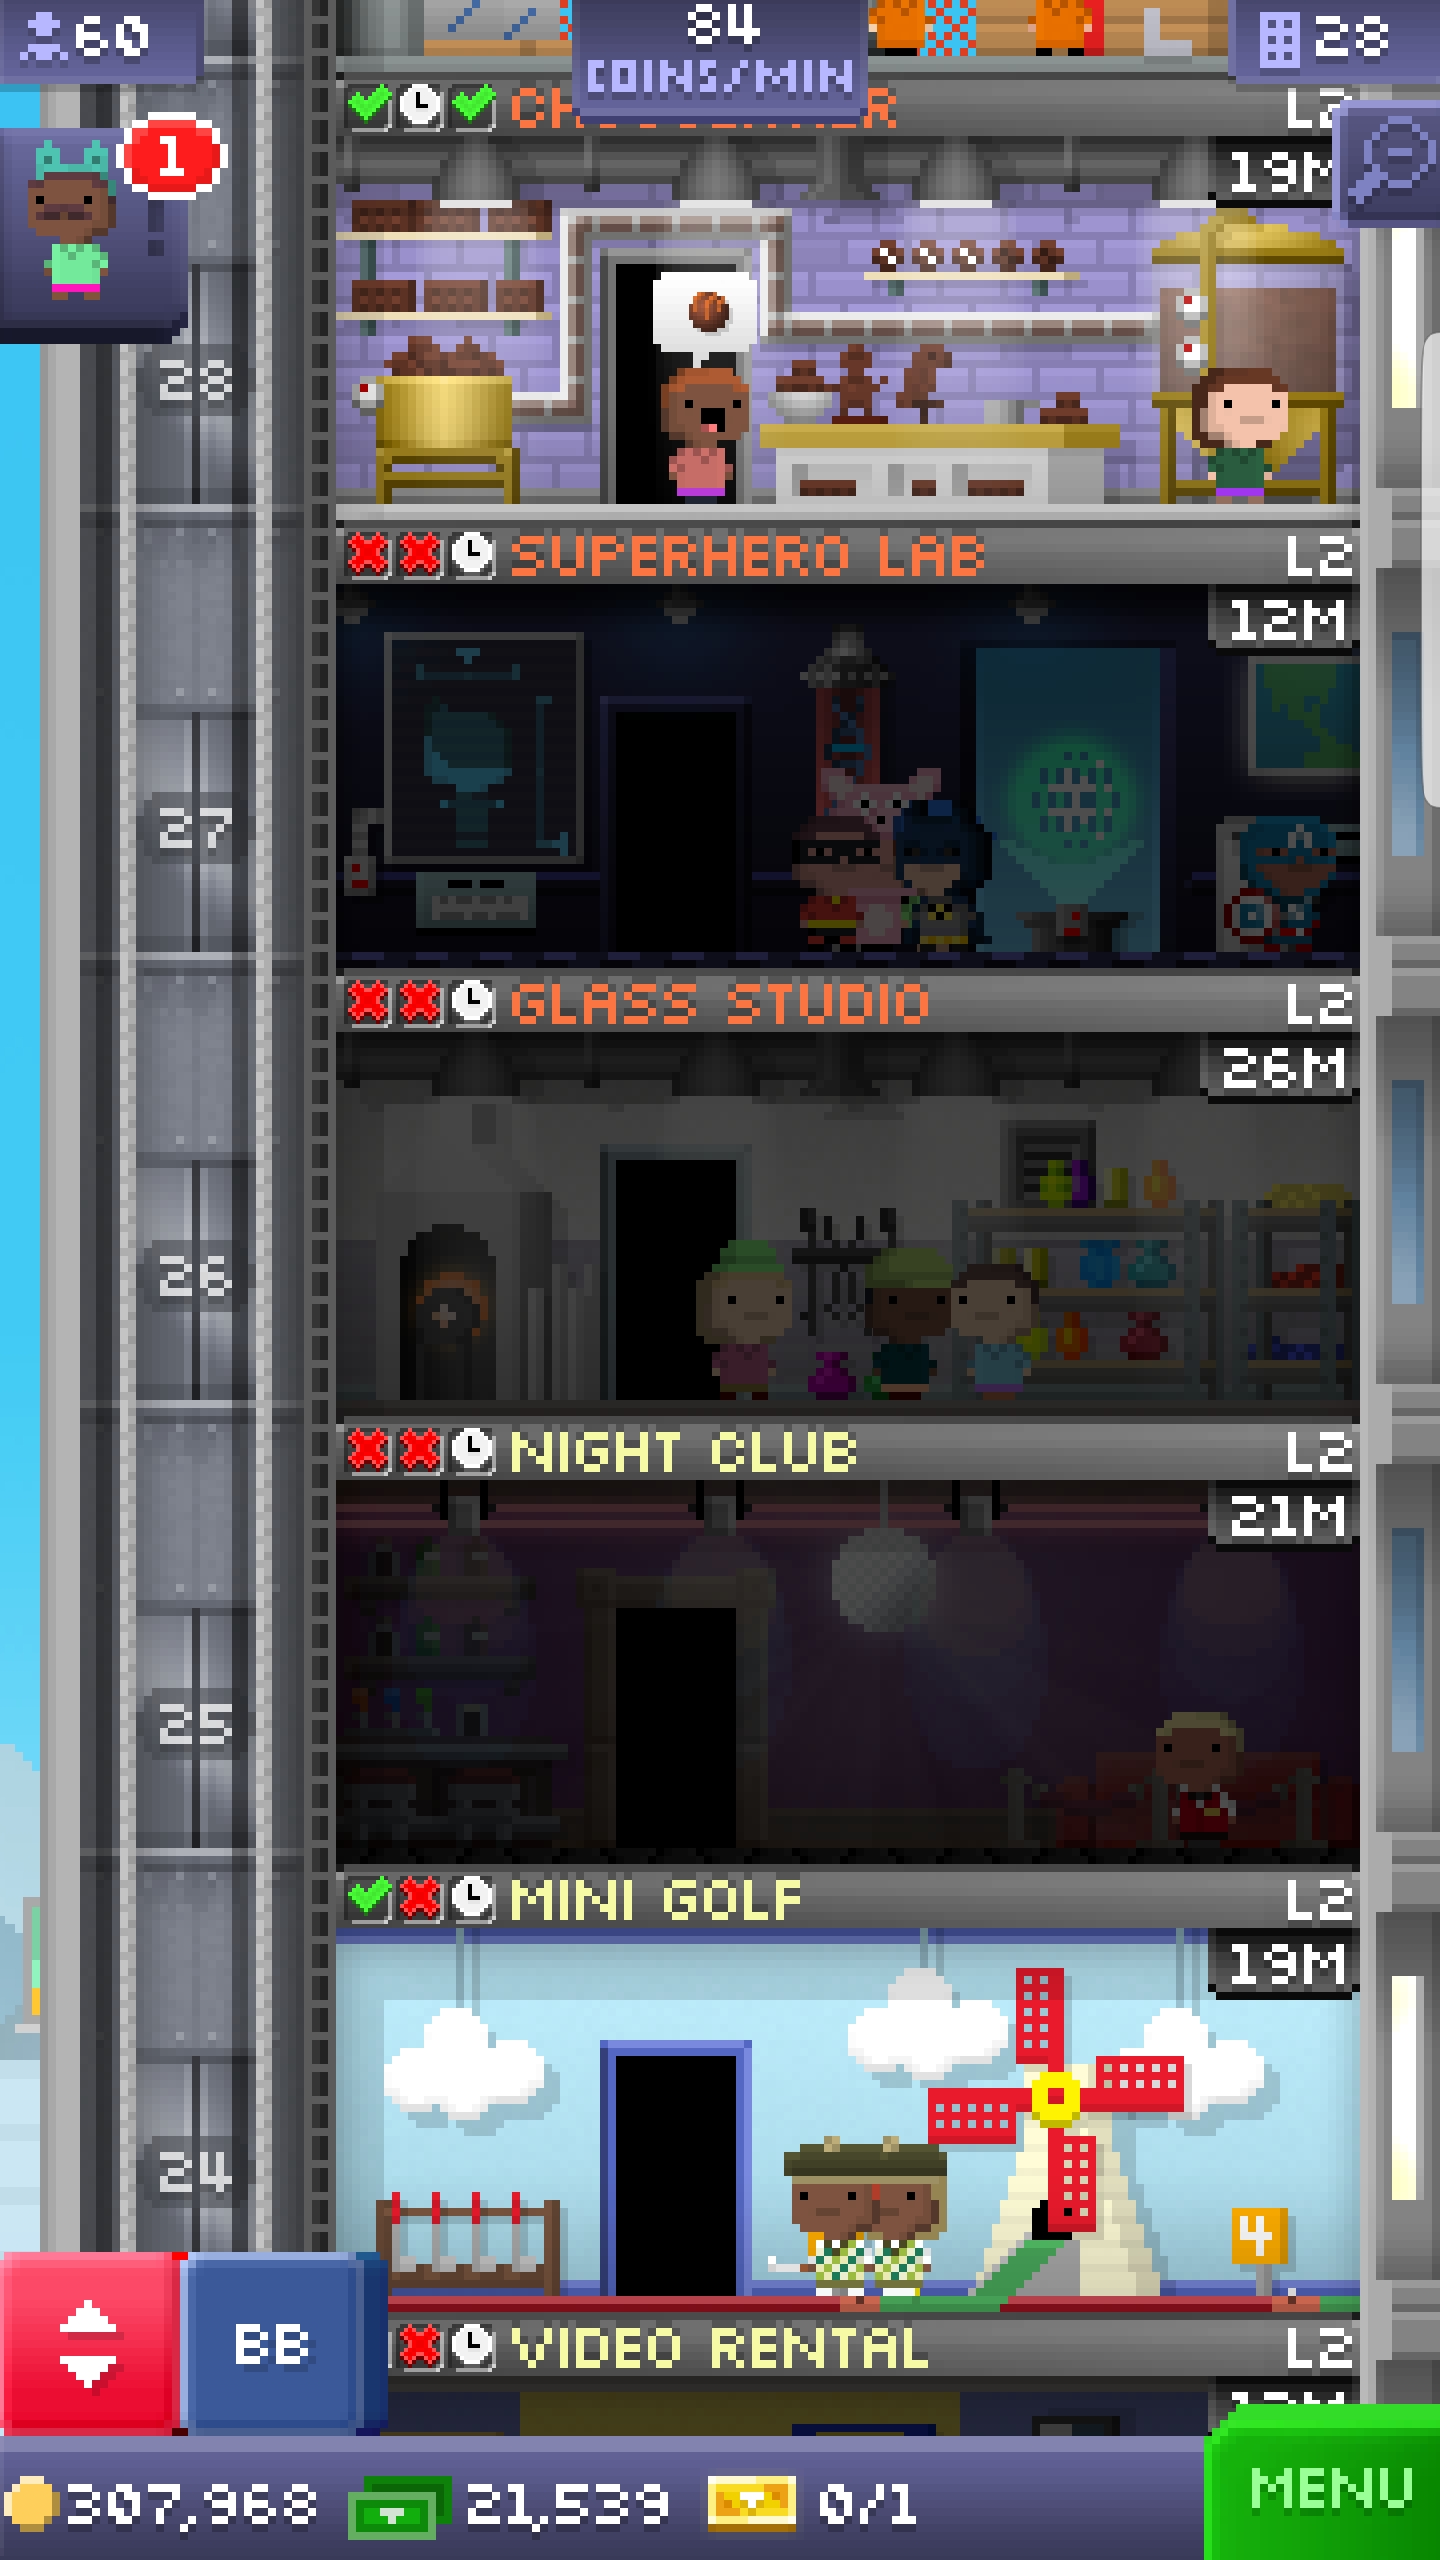 60
84
COINS/MIN
28
L2
1
19M
28
SUPERHERO LAB L2
12M
27
GLASS STUDIO L2
26M
26
NIGHT CLUB L2
21M
25
MINI GOLF L2
19M
24
4
BB
VIDEO RENTAL L2
307,968 21,539 0/1
MENU